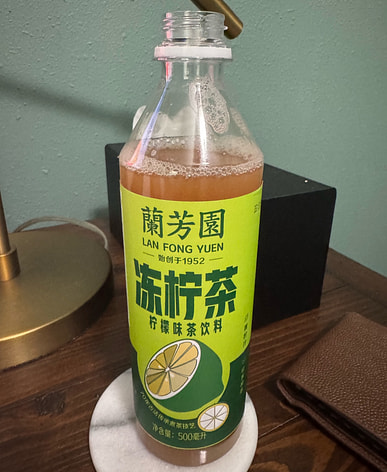 蘭芳園
LAN FONG YUEN
始创于1952
冻柠茶
柠檬味茶饮料
净含量：500毫升